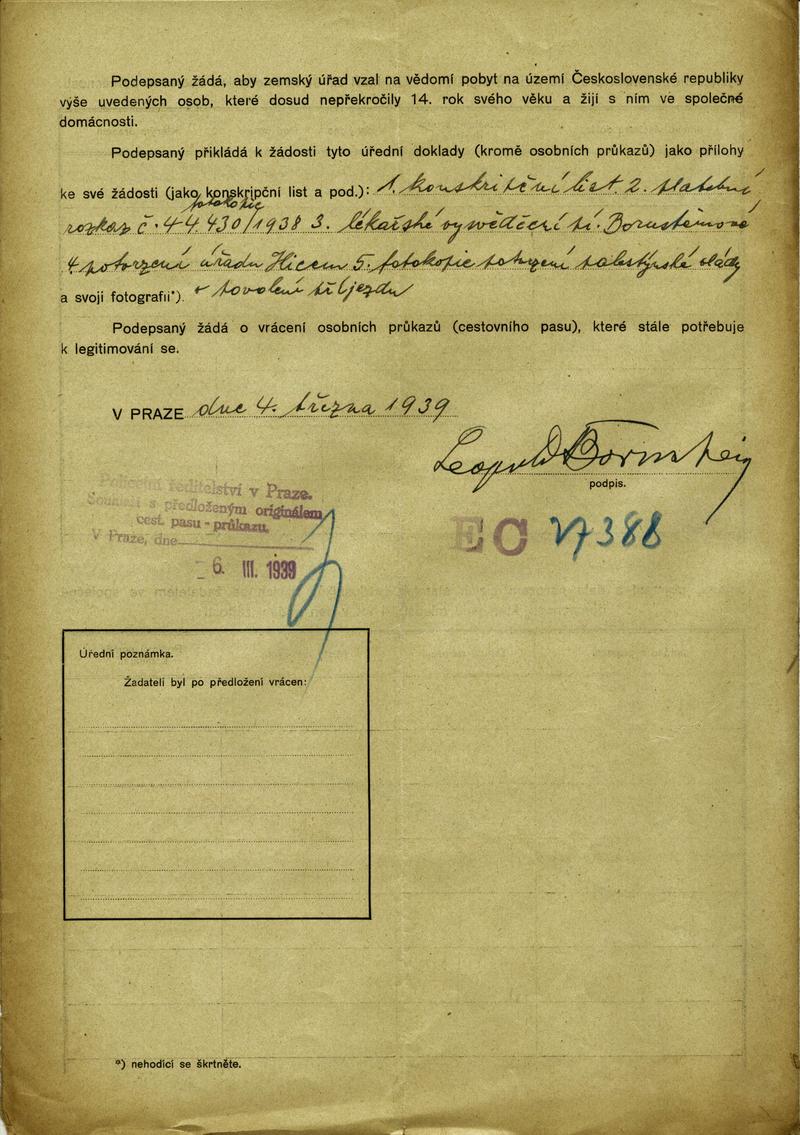 Podepsaný žádá, aby zemský úřad vzal na vědomí pobyt na území Československé republiky
výše uvedených osob, které dosud nepřekročily 14. rok svého věku a žijí s ním ve společné
domácnosti.
Podepsaný přikládá k žádosti tyto úřední doklady (kromě osobních průkazů) jako přílohy
ke své žádosti (jako konskripční list a pod.): 1. konskripční list 2. platební
fotokopie
rozkaz č. 44.430/1938 3. lékařské vysvědčení pí. Bornsteinové
4. potvrzení úřadu Hicem 5. fotokopie potvrzení palestýnské vlády
a svoji fotografii*). povolení příjezdu
Podepsaný žádá o vrácení osobních průkazů (cestovního pasu), které stále potřebuje
k legitimování se.
V PRAZE dne 4. března 1939
Leopold Bornstein
podpis.
Policejní ředitelství v Praze.
Souhlasí s předloženým originálem
cest. pasu - průkazu.
V Praze, dne
6. III. 1939
EC 17388
Úřední poznámka.
Žadateli byl po předložení vrácen:
*) nehodící se škrtněte.